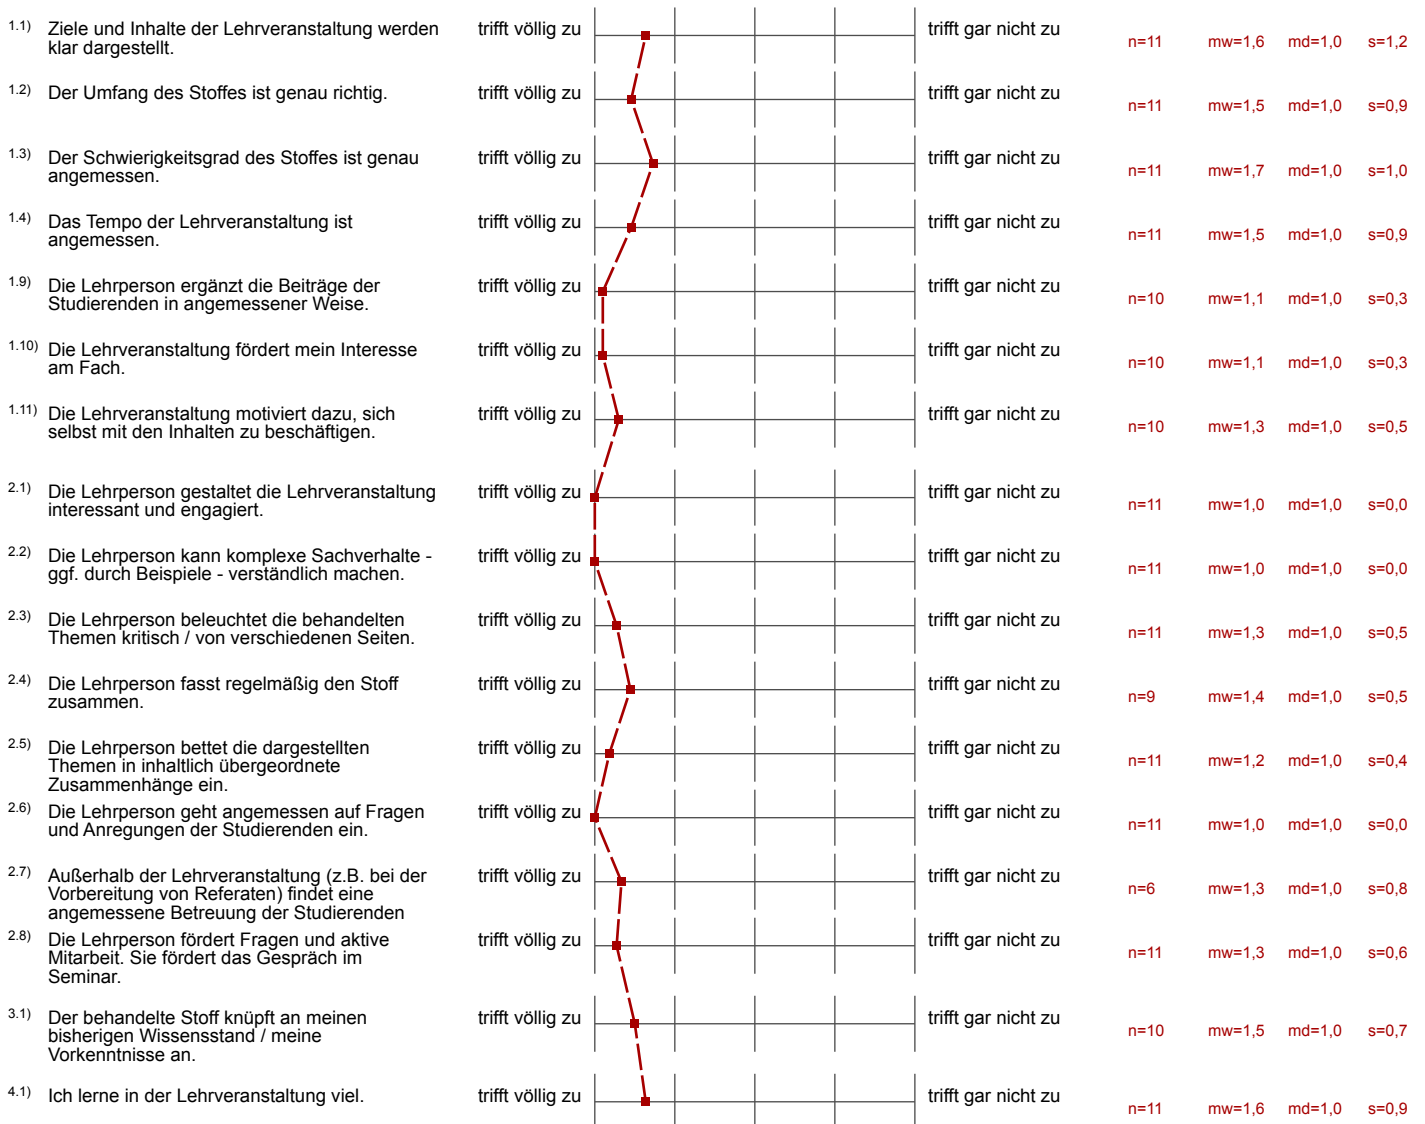 1.1) Ziele und Inhalte der Lehrveranstaltung werden trifft völlig zu trifft gar nicht zu n=11 mw=1,6 md=1,0 s=1,2
klar dargestellt.
1.2) Der Umfang des Stoffes ist genau richtig. trifft völlig zu trifft gar nicht zu n=11 mw=1,5 md=1,0 s=0,9
1.3) Der Schwierigkeitsgrad des Stoffes ist genau trifft völlig zu trifft gar nicht zu n=11 mw=1,7 md=1,0 s=1,0
angemessen.
1.4) Das Tempo der Lehrveranstaltung ist trifft völlig zu trifft gar nicht zu n=11 mw=1,5 md=1,0 s=0,9
angemessen.
1.9) Die Lehrperson ergänzt die Beiträge der trifft völlig zu trifft gar nicht zu n=10 mw=1,1 md=1,0 s=0,3
Studierenden in angemessener Weise.
1.10) Die Lehrveranstaltung fördert mein Interesse trifft völlig zu trifft gar nicht zu n=10 mw=1,1 md=1,0 s=0,3
am Fach.
1.11) Die Lehrveranstaltung motiviert dazu, sich trifft völlig zu trifft gar nicht zu n=10 mw=1,3 md=1,0 s=0,5
selbst mit den Inhalten zu beschäftigen.
2.1) Die Lehrperson gestaltet die Lehrveranstaltung trifft völlig zu trifft gar nicht zu n=11 mw=1,0 md=1,0 s=0,0
interessant und engagiert.
2.2) Die Lehrperson kann komplexe Sachverhalte - trifft völlig zu trifft gar nicht zu n=11 mw=1,0 md=1,0 s=0,0
ggf. durch Beispiele - verständlich machen.
2.3) Die Lehrperson beleuchtet die behandelten trifft völlig zu trifft gar nicht zu n=11 mw=1,3 md=1,0 s=0,5
Themen kritisch / von verschiedenen Seiten.
2.4) Die Lehrperson fasst regelmäßig den Stoff trifft völlig zu trifft gar nicht zu n=9 mw=1,4 md=1,0 s=0,5
zusammen.
2.5) Die Lehrperson bettet die dargestellten trifft völlig zu trifft gar nicht zu n=11 mw=1,2 md=1,0 s=0,4
Themen in inhaltlich übergeordnete
Zusammenhänge ein.
2.6) Die Lehrperson geht angemessen auf Fragen trifft völlig zu trifft gar nicht zu n=11 mw=1,0 md=1,0 s=0,0
und Anregungen der Studierenden ein.
2.7) Außerhalb der Lehrveranstaltung (z.B. bei der trifft völlig zu trifft gar nicht zu n=6 mw=1,3 md=1,0 s=0,8
Vorbereitung von Referaten) findet eine
angemessene Betreuung der Studierenden
2.8) Die Lehrperson fördert Fragen und aktive trifft völlig zu trifft gar nicht zu n=11 mw=1,3 md=1,0 s=0,6
Mitarbeit. Sie fördert das Gespräch im
Seminar.
3.1) Der behandelte Stoff knüpft an meinen trifft völlig zu trifft gar nicht zu n=10 mw=1,5 md=1,0 s=0,7
bisherigen Wissensstand / meine
Vorkenntnisse an.
4.1) Ich lerne in der Lehrveranstaltung viel. trifft völlig zu trifft gar nicht zu n=11 mw=1,6 md=1,0 s=0,9